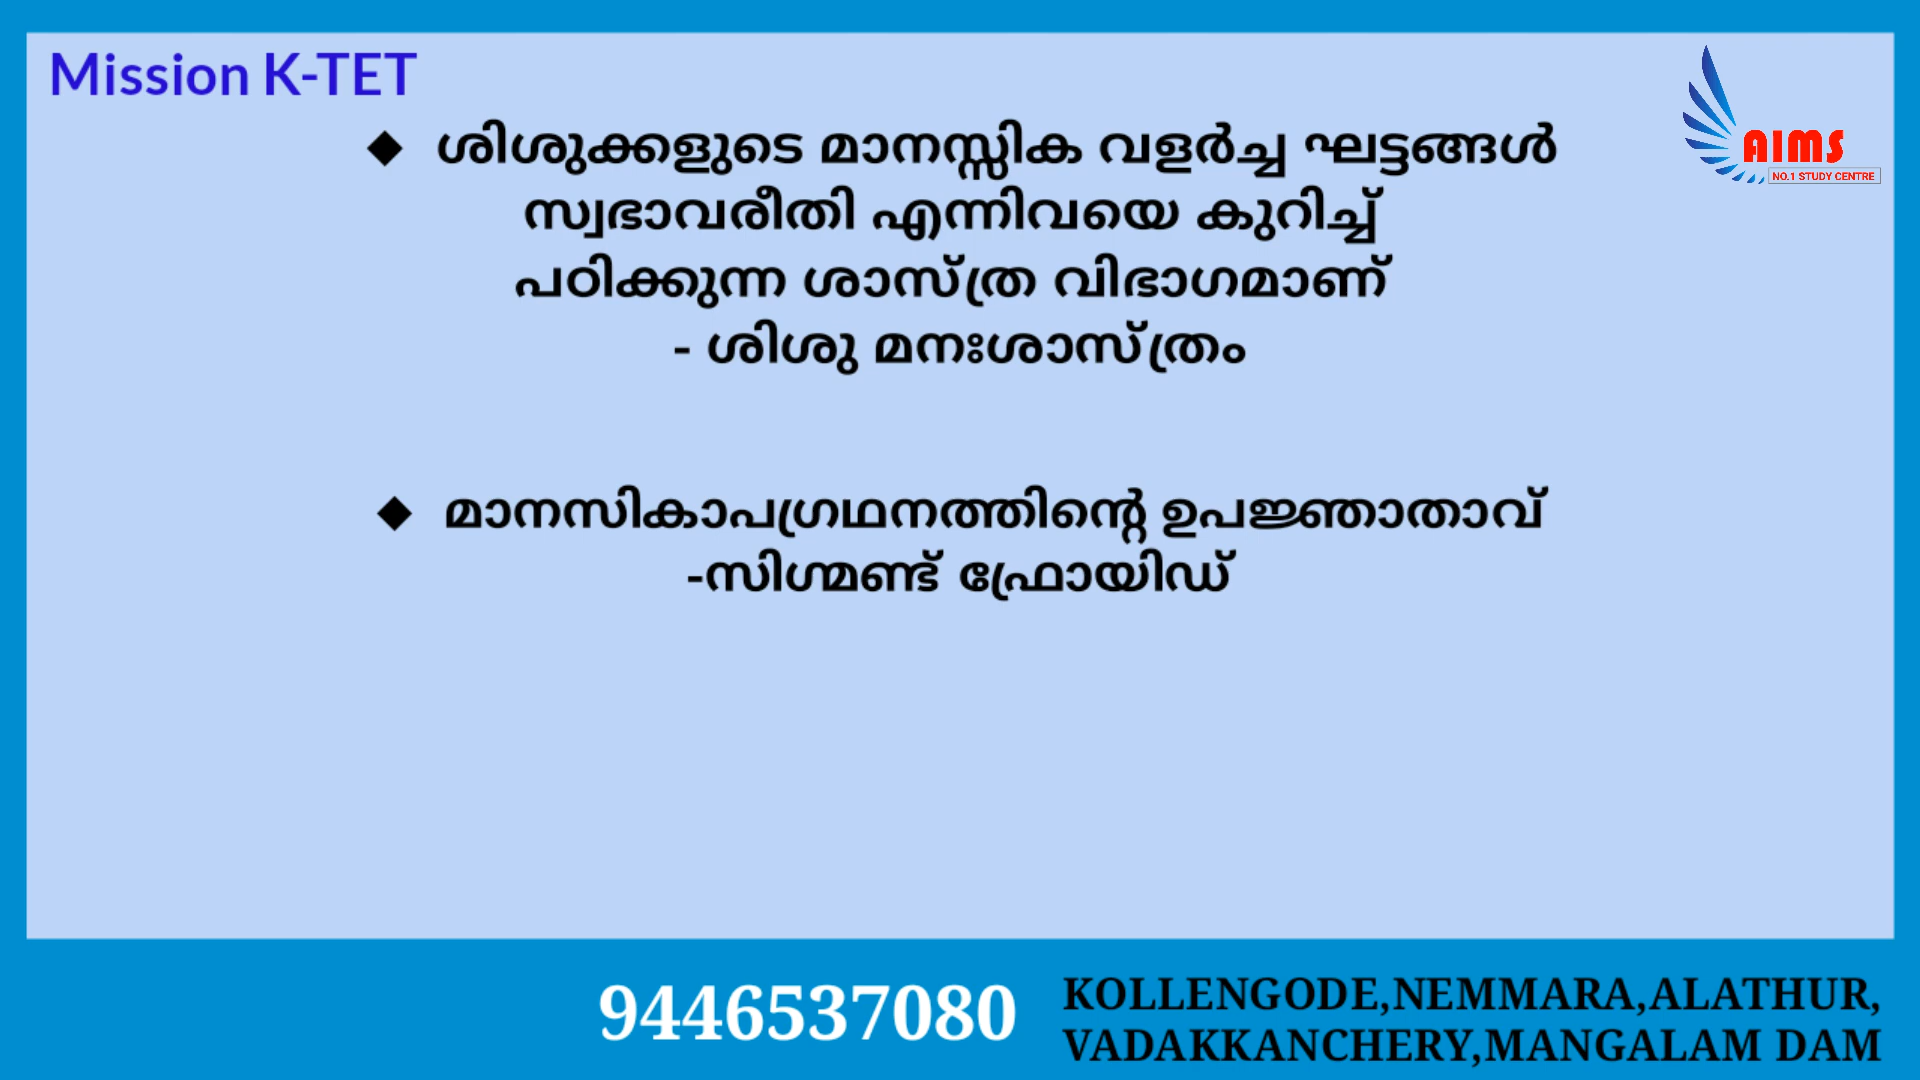 Mission K-TET
AIMS
NO.1 STUDY CENTRE
◆ ശിശുക്കളുടെ മാനസ്സിക വളർച്ച ഘട്ടങ്ങൾ
സ്വഭാവരീതി എന്നിവയെ കുറിച്ച്
പഠിക്കുന്ന ശാസ്ത്ര വിഭാഗമാണ്
- ശിശു മനഃശാസ്ത്രം
◆ മാനസികാപഗ്രഥനത്തിന്റെ ഉപജ്ഞാതാവ്
-സിഗ്മണ്ട് ഫ്രോയിഡ്
9446537080
KOLLENGODE,NEMMARA,ALATHUR,
VADAKKANCHERY,MANGALAM DAM